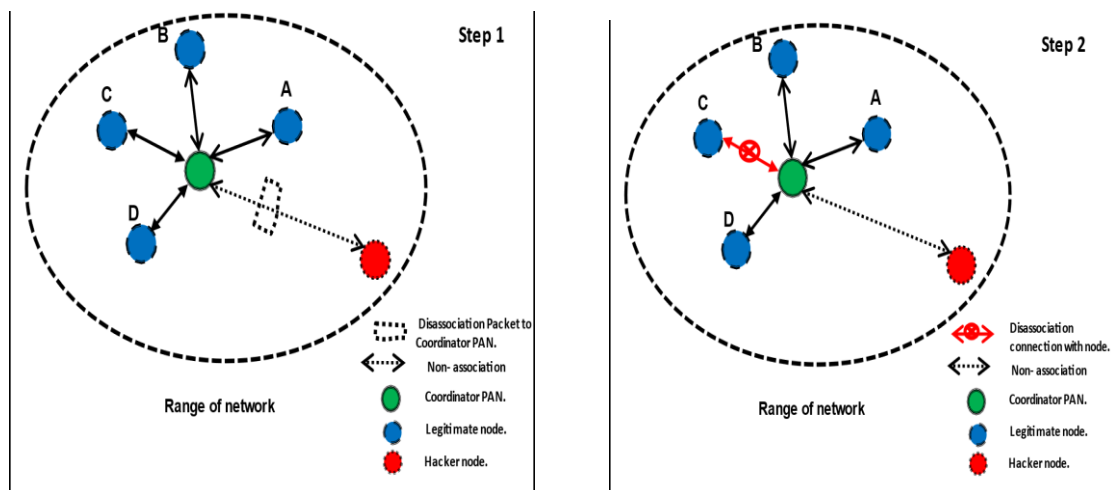 Step 1
B
A
C
D
Disassociation Packet to
Coordinator PAN.
Non- association
Coordinator PAN.
Legitimate node.
Hacker node.
Range of network
Step 2
B
A
C
D
Disassociation
connection with node.
Non- association
Coordinator PAN.
Legitimate node.
Hacker node.
Range of network